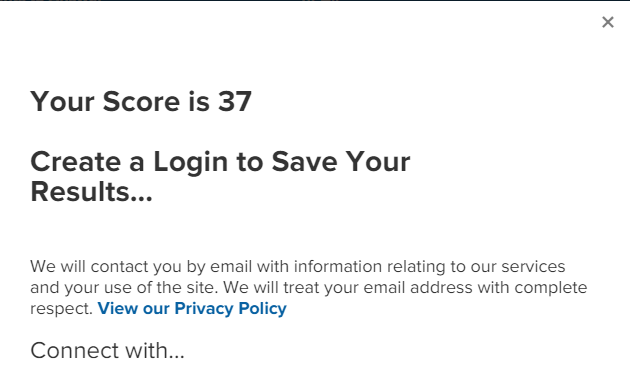 Your Score is 37
Create a Login to Save Your
Results...
We will contact you by email with information relating to our services
and your use of the site. We will treat your email address with complete
respect. View our Privacy Policy
Connect with...